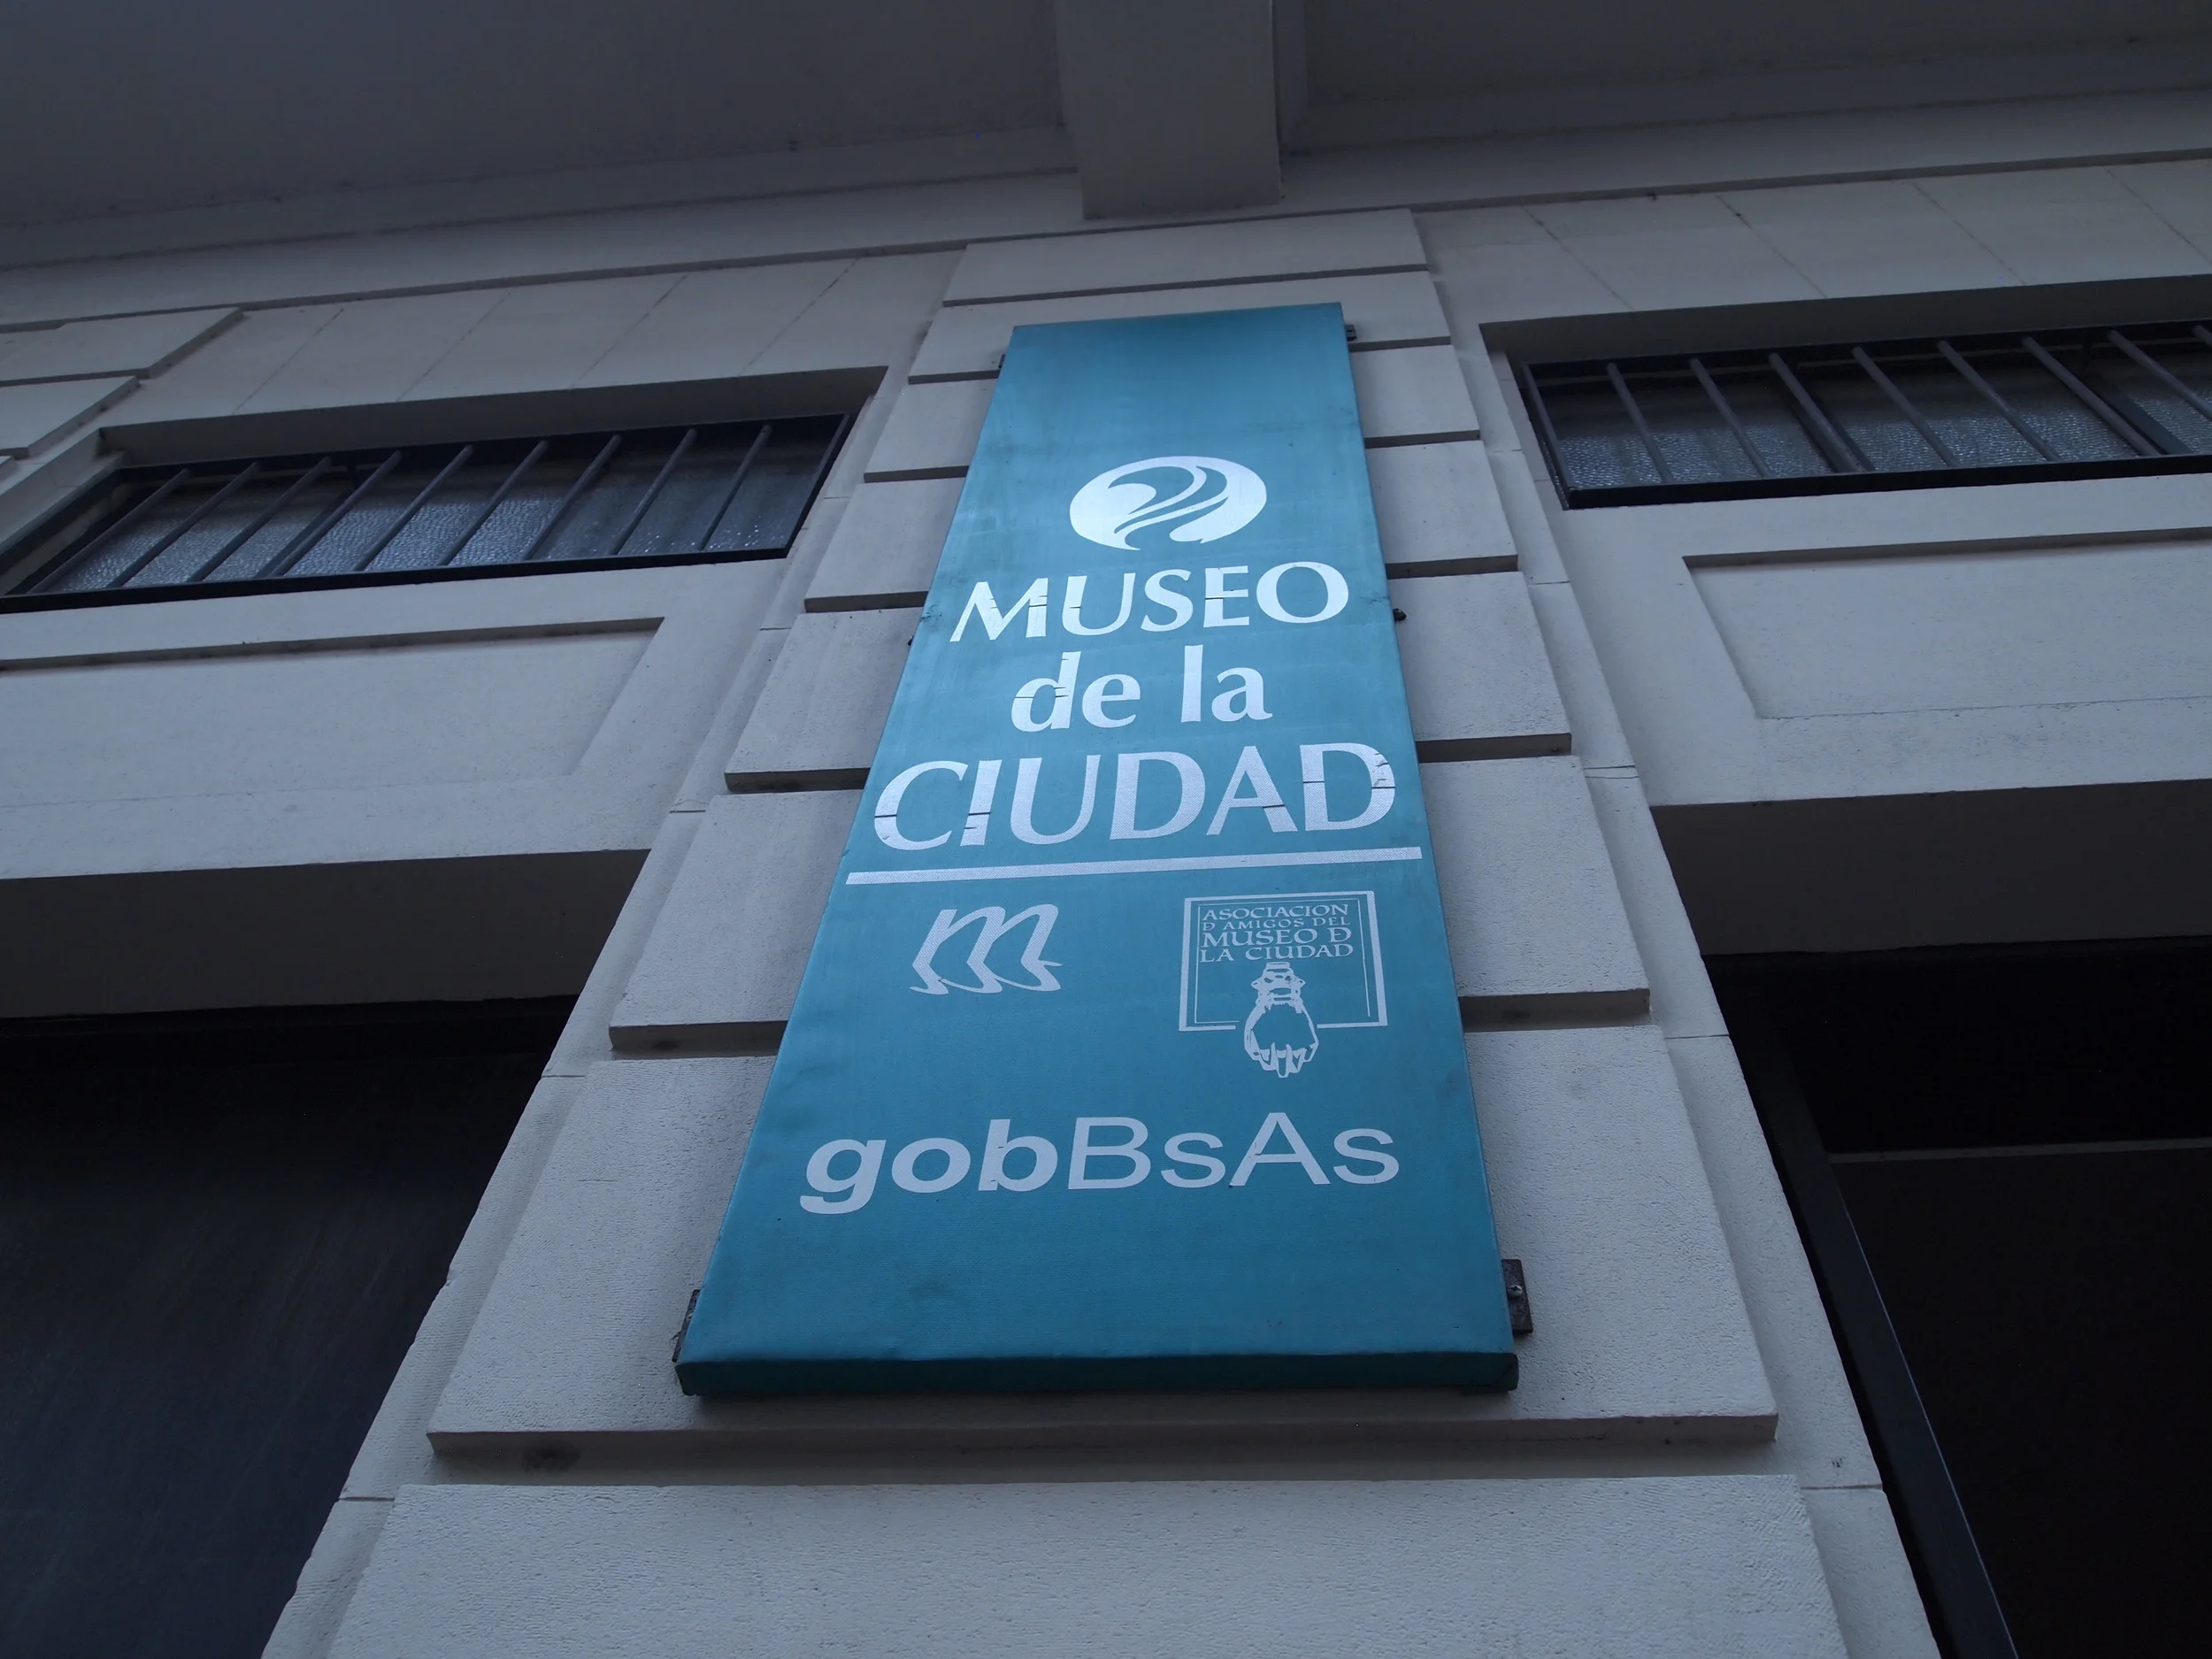 MUSEO
de la
CIUDAD
m
ASOCIACION
D AMIGOS DEL
MUSEO D
LA CIUDAD
gobBsAs